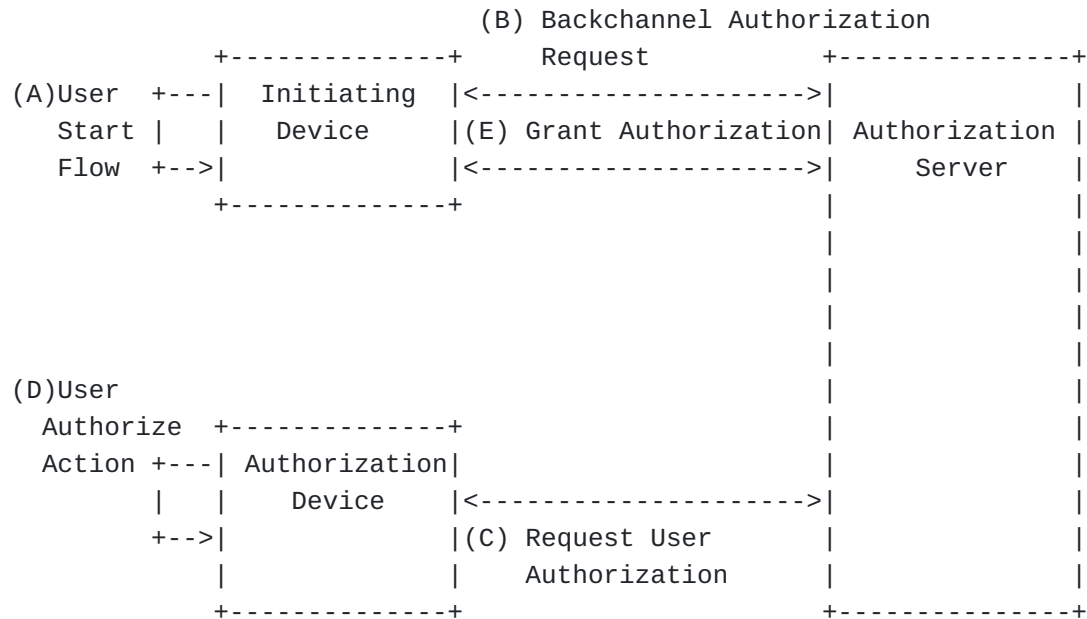 (B) Backchannel Authorization
+--------------+     Request           +---------------+
(A)User  +---|  Initiating  |<--------------------->|               |
Start |   |    Device    |(E) Grant Authorization| Authorization |
Flow  +-->|              |<--------------------->|     Server    |
+--------------+                       |               |
|               |
|               |
|               |
|               |
(D)User                                              |               |
Authorize  +--------------+                       |               |
Action +---| Authorization|                       |               |
|   |    Device    |<--------------------->|               |
+-->|              |(C) Request User       |               |
|              |    Authorization      |               |
+--------------+                       +---------------+